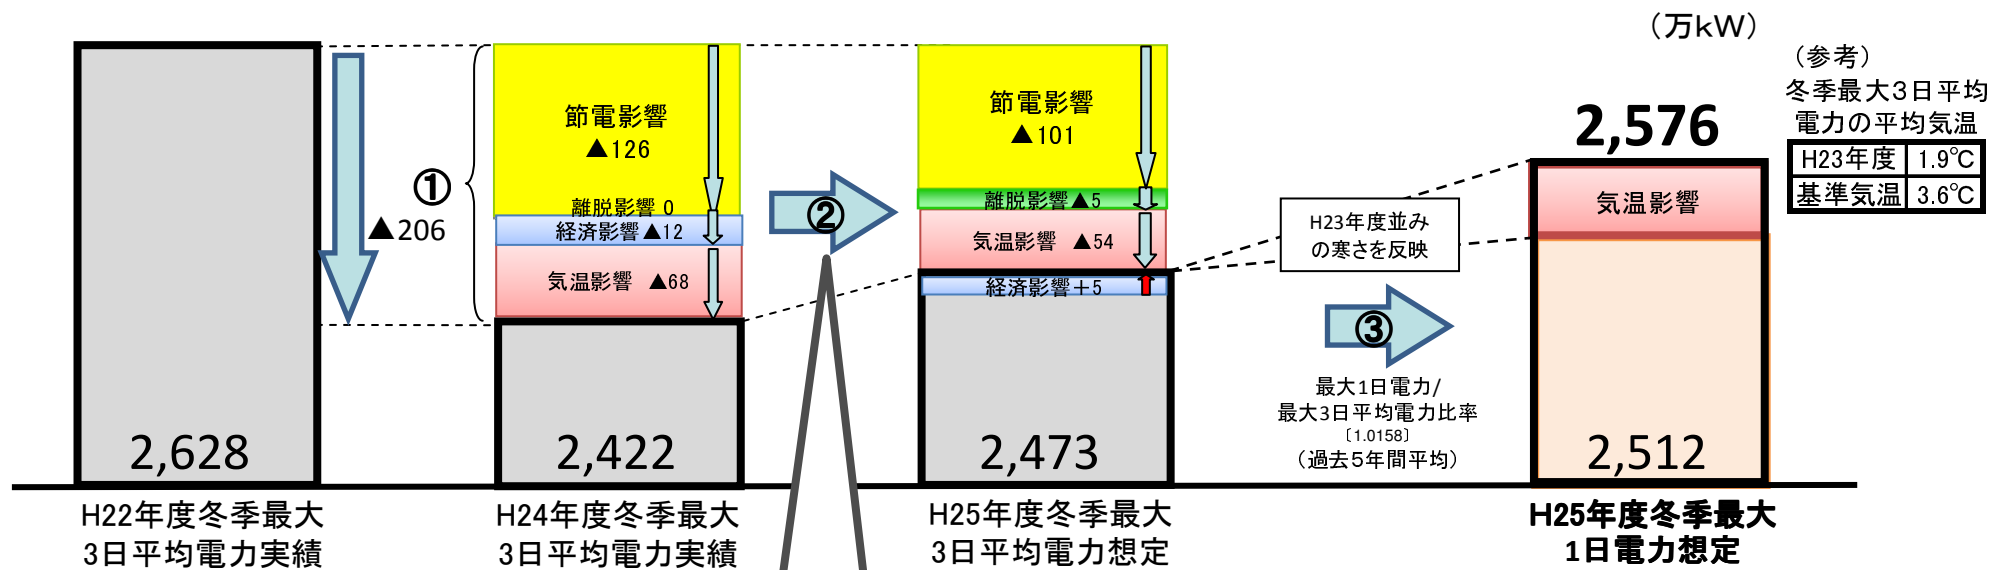 （万kW）
（参考）
冬季最大3日平均
電力の平均気温
H23年度 1.9℃
基準気温 3.6℃
①
▲206
節電影響
▲126
離脱影響 0
経済影響▲12
気温影響 ▲68
②
節電影響
▲101
離脱影響▲5
気温影響 ▲54
経済影響＋5
H23年度並み
の寒さを反映
③
最大1日電力/
最大3日平均電力比率
〔1.0158〕
（過去5年間平均）
2,576
気温影響
2,628
2,422
2,473
2,512
H22年度冬季最大
3日平均電力実績
H24年度冬季最大
3日平均電力実績
H25年度冬季最大
3日平均電力想定
H25年度冬季最大
1日電力想定